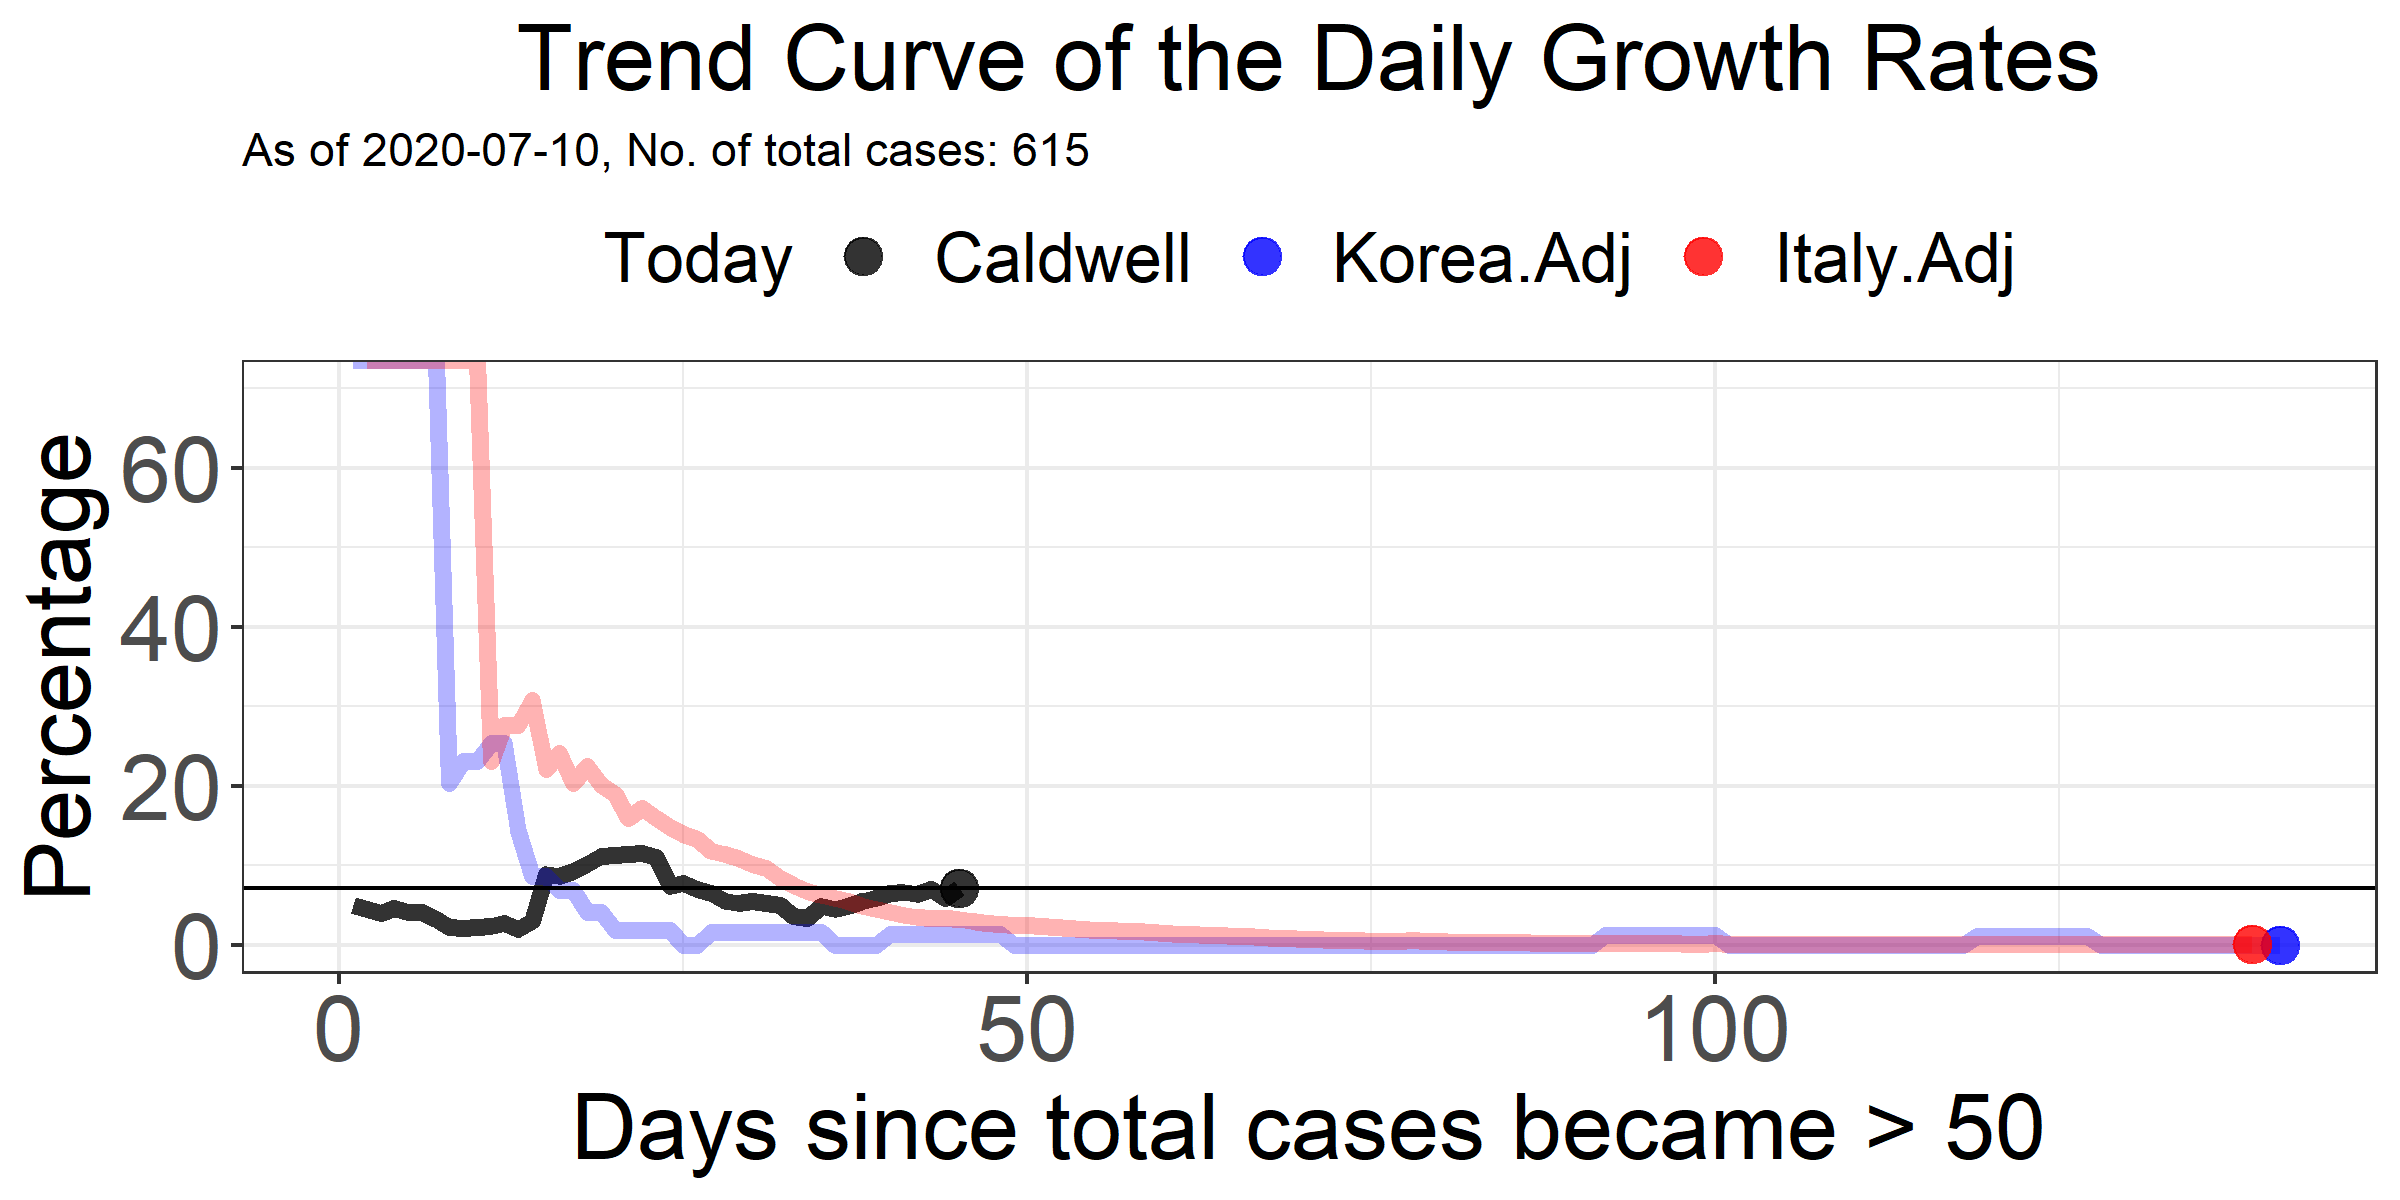 Trend Curve of the Daily Growth Rates
As of 2020-07-10, No. of total cases: 615
Today Caldwell Korea.Adj Italy.Adj
Percentage
60
40
20
0
0 50 100
Days since total cases became > 50